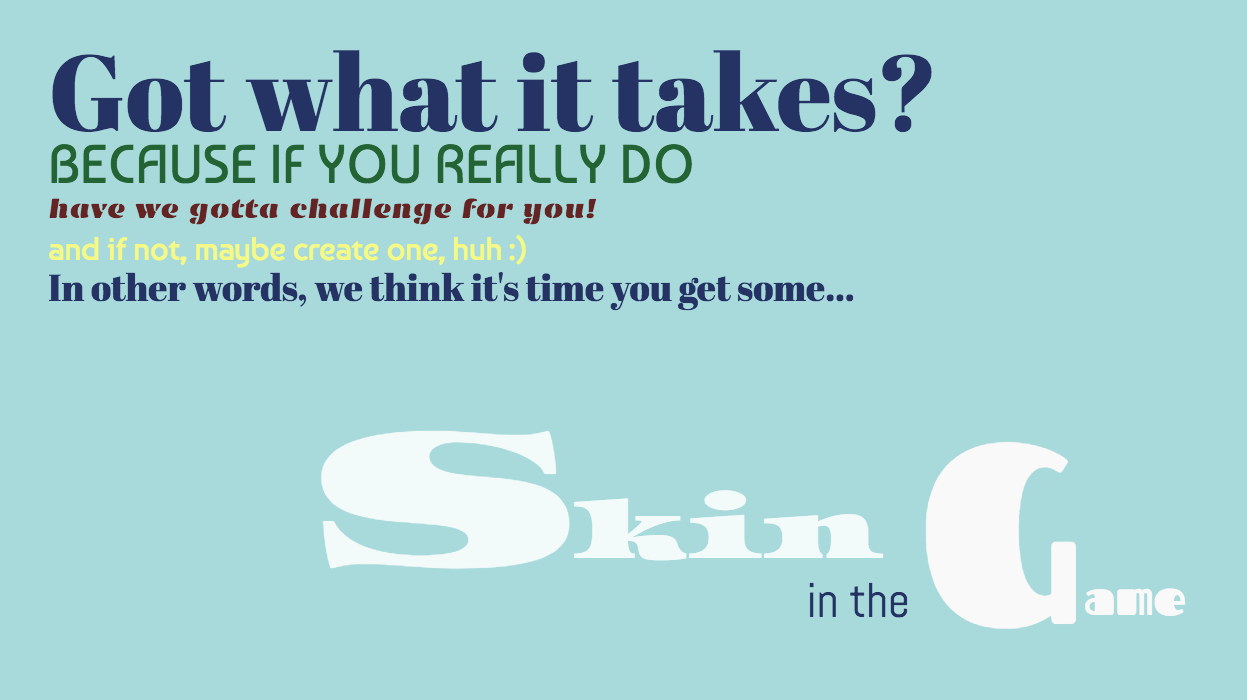 Got what it takes?
BECAUSE IF YOU REALLY DO
have we gotta challenge for you!
and if not, maybe create one, huh :)
In other words, we think it's time you get some...
Skin
in the Game